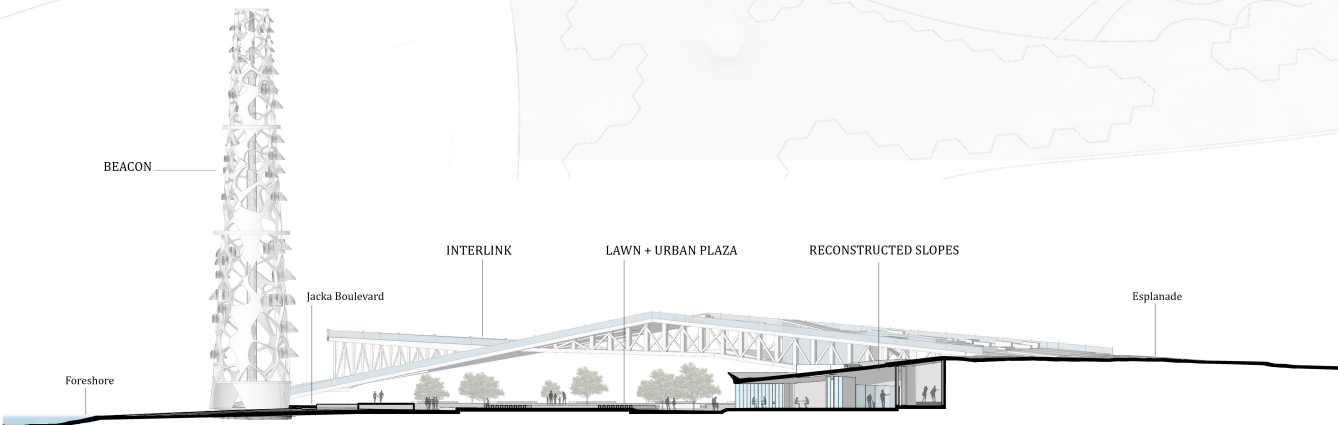 BEACON
INTERLINK
LAWN + URBAN PLAZA
RECONSTRUCTED SLOPES
Jacka Boulevard
Esplanade
Foreshore